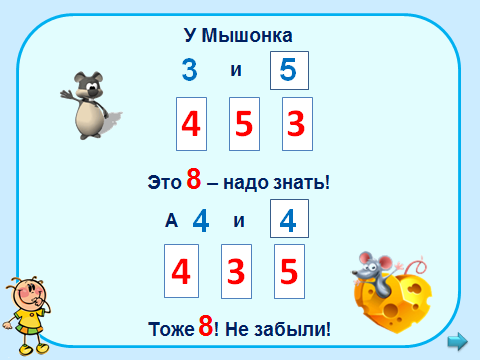 У Мышонка
3 и 5
4 5 3
Это 8 – надо знать!
А 4 и 4
4 3 5
Тоже 8! Не забыли!